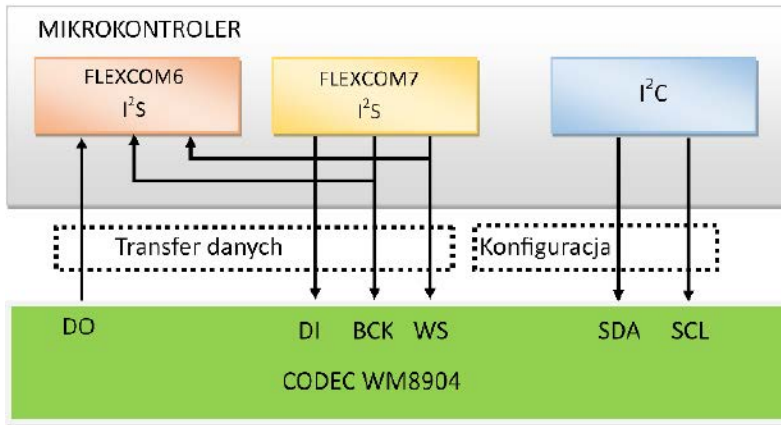 MIKROKONTROLER
FLEXCOM6
I²S
FLEXCOM7
I²S
I²C
Transfer danych
Konfiguracja
DO
DI
BCK
WS
SDA
SCL
CODEC WM8904